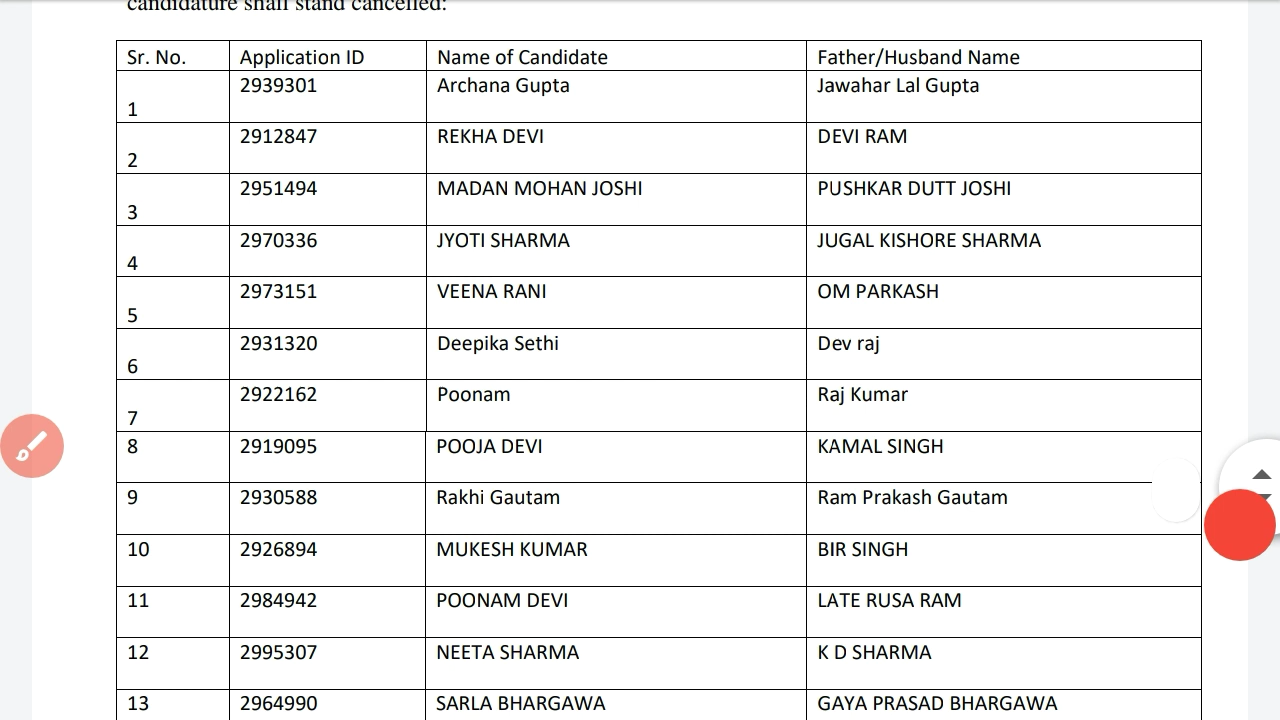 candidature shall stand cancelled:
Sr. No. Application ID Name of Candidate Father/Husband Name
1 2939301 Archana Gupta Jawahar Lal Gupta
2 2912847 REKHA DEVI DEVI RAM
3 2951494 MADAN MOHAN JOSHI PUSHKAR DUTT JOSHI
4 2970336 JYOTI SHARMA JUGAL KISHORE SHARMA
5 2973151 VEENA RANI OM PARKASH
6 2931320 Deepika Sethi Dev raj
7 2922162 Poonam Raj Kumar
8 2919095 POOJA DEVI KAMAL SINGH
9 2930588 Rakhi Gautam Ram Prakash Gautam
10 2926894 MUKESH KUMAR BIR SINGH
11 2984942 POONAM DEVI LATE RUSA RAM
12 2995307 NEETA SHARMA K D SHARMA
13 2964990 SARLA BHARGAWA GAYA PRASAD BHARGAWA